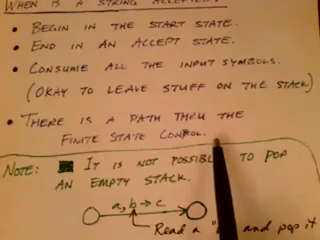 WHEN IS A STRING ACCEPTED?
• BEGIN IN THE START STATE.
• END IN AN ACCEPT STATE.
• CONSUME ALL THE INPUT SYMBOLS.
(OKAY TO LEAVE STUFF ON THE STACK)
• THERE IS A PATH THRU THE
FINITE STATE CONTROL.
NOTE: IT IS NOT POSSIBL TO POP
AN EMPTY STACK.
a, b → c
Read a " and pop it